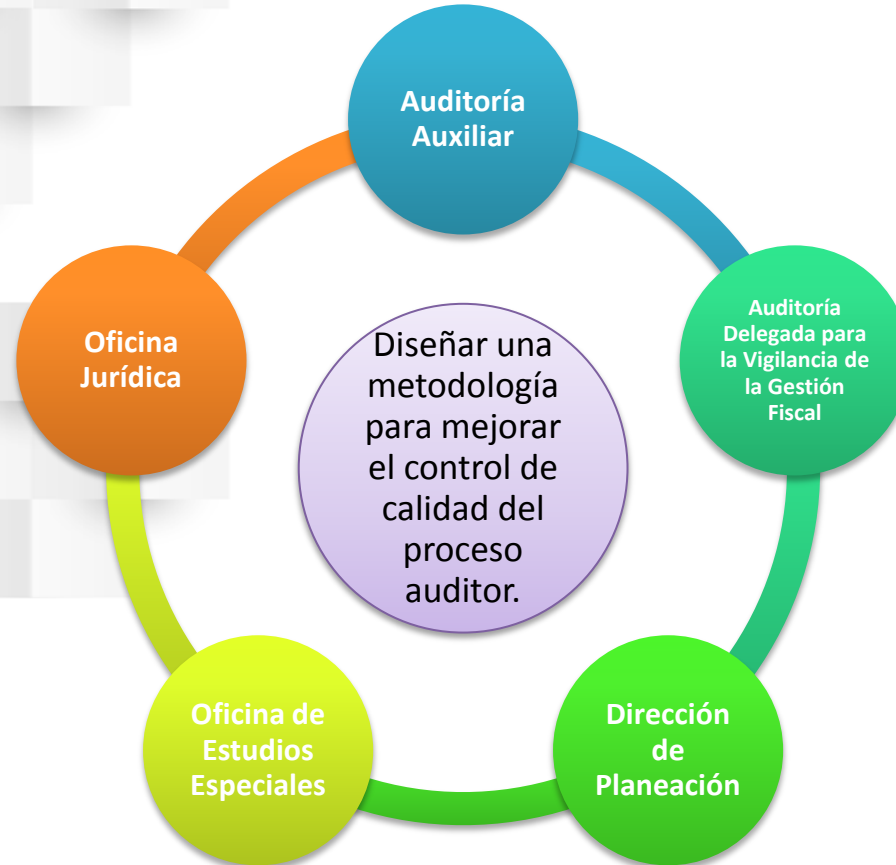 Auditoría
Auxiliar
Auditoría
Delegada para
la Vigilancia de
la Gestión
Fiscal
Dirección
de
Planeación
Oficina de
Estudios
Especiales
Oficina
Jurídica
Diseñar una
metodología
para mejorar
el control de
calidad del
proceso
auditor.